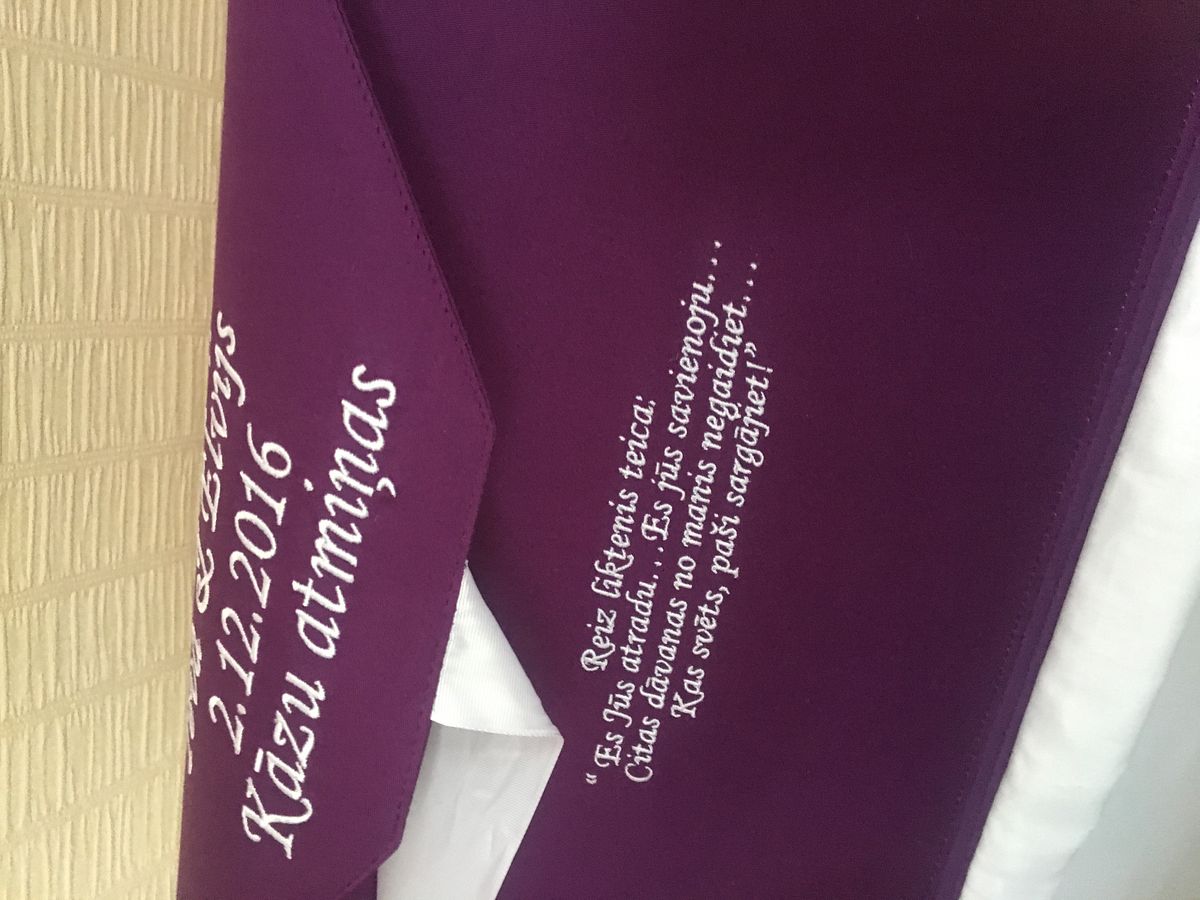 & Elvijs
2.12.2016
Kāzu atmiņas
Reiz liktenis teica:
“Es Jūs atradu...Es jūs savienoju...
Citas dāvanas no manis negaidiet...
Kas svēts, paši sargājiet!”